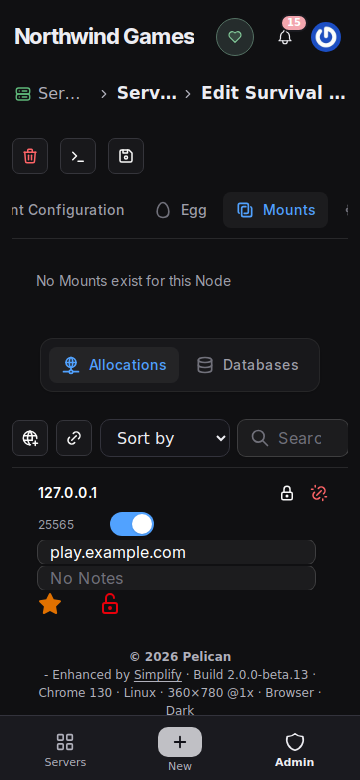 Northwind Games
15
Ser... > Serv... > Edit Survival ...
nt Configuration Egg Mounts
No Mounts exist for this Node
Allocations Databases
Sort by Searc
127.0.0.1
25565
play.example.com
No Notes
© 2026 Pelican
- Enhanced by Simplify · Build 2.0.0-beta.13 ·
Chrome 130 · Linux · 360×780 @1x · Browser ·
Dark
Servers New Admin